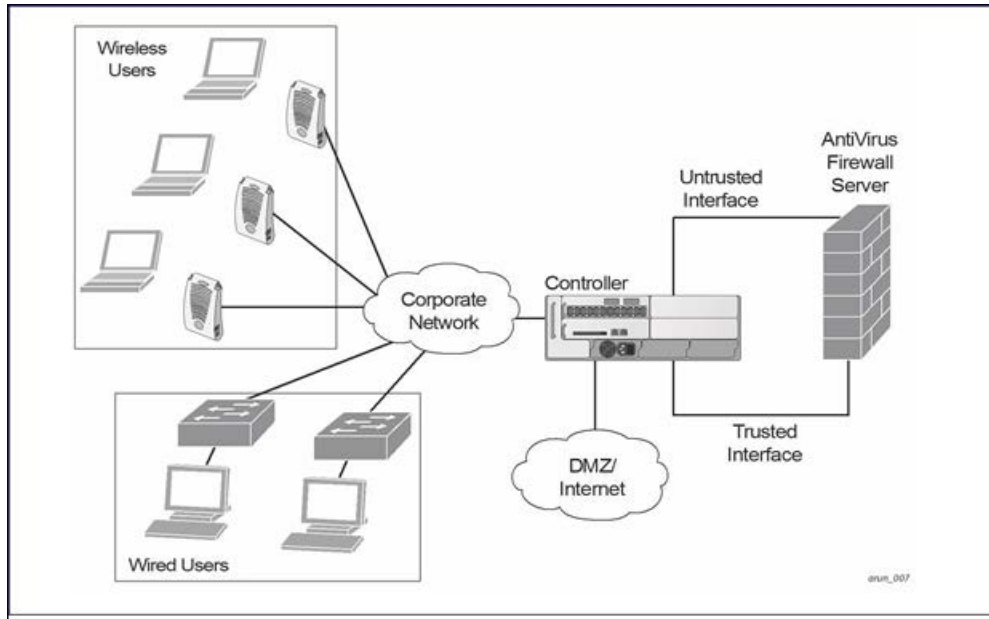 Wireless
Users
AntiVirus
Firewall
Server
Untrusted
Interface
Controller
Corporate
Network
Trusted
Interface
DMZ/
Internet
Wired Users
arun_007